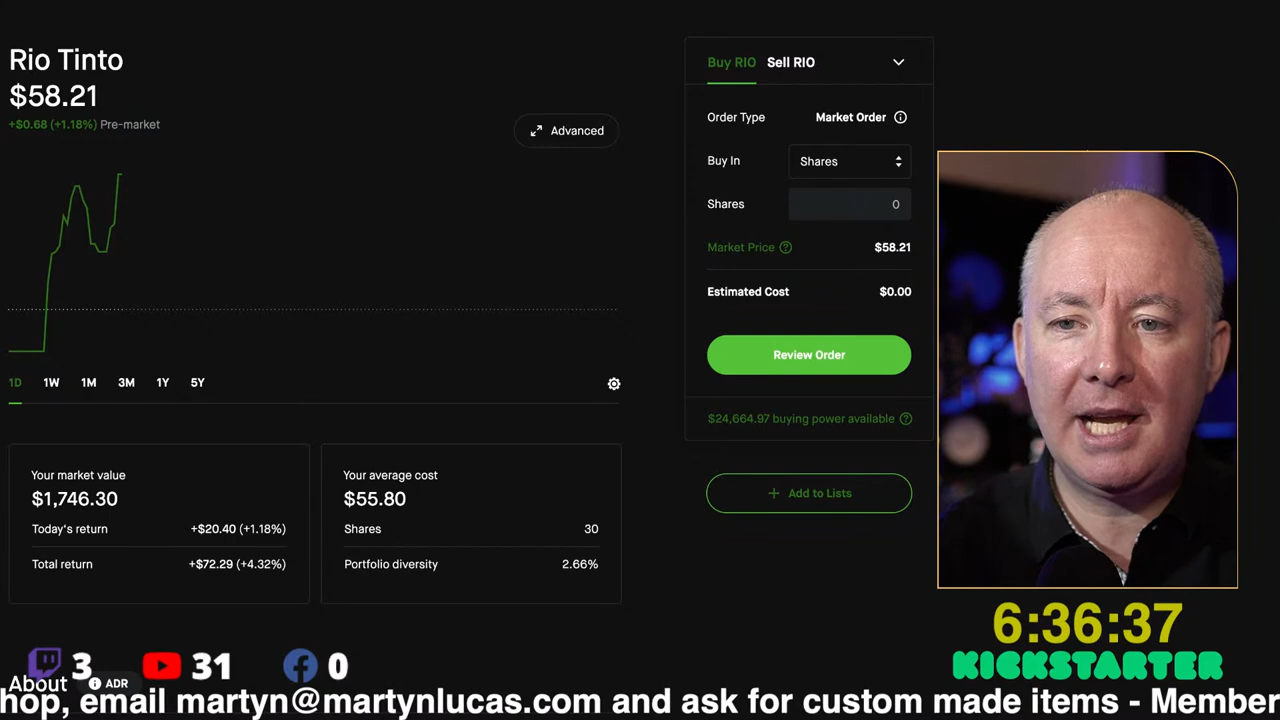 Rio Tinto
$58.21
+$0.68 (+1.18%) Pre-market
Advanced
1D 1W 1M 3M 1Y 5Y
Your market value
$1,746.30
Today's return +$20.40 (+1.18%)
Total return +$72.29 (+4.32%)
Your average cost
$55.80
Shares 30
Portfolio diversity 2.66%
Buy RIO Sell RIO
Order Type Market Order
Buy In Shares
Shares 0
Market Price $58.21
Estimated Cost $0.00
Review Order
$24,664.97 buying power available
+ Add to Lists
6:36:37
KICKSTARTER
3 31 0
About ADR
hop, email martyn@martynlucas.com and ask for custom made items - Member